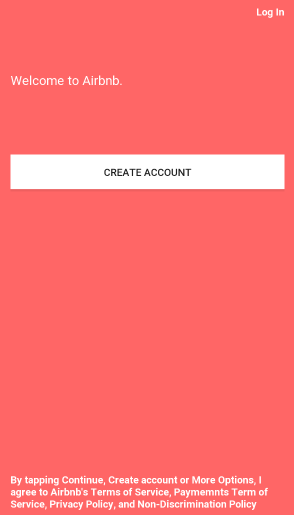 Log In
Welcome to Airbnb.
CREATE ACCOUNT
By tapping Continue, Create account or More Options, I
agree to Airbnb's Terms of Service, Paymemnts Term of
Service, Privacy Policy, and Non-Discrimination Policy